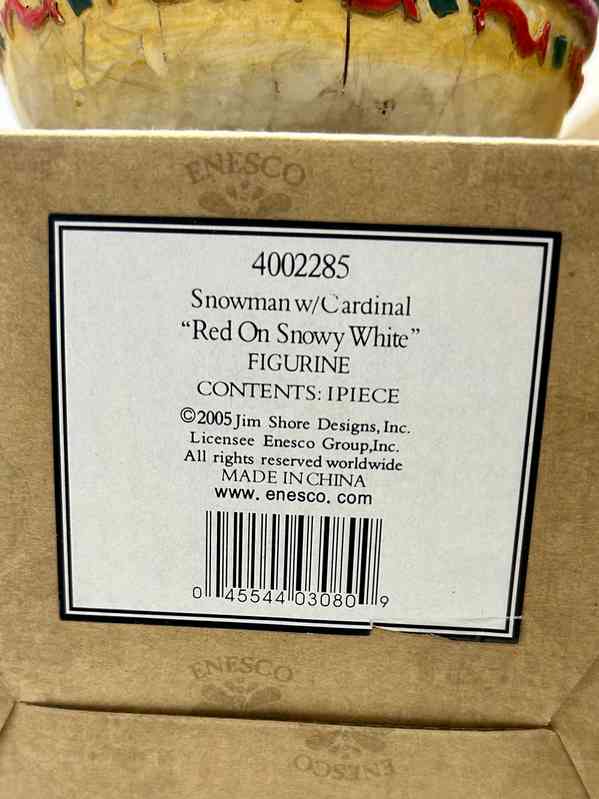 ENESCO
4002285
Snowman w/Cardinal
“Red On Snowy White”
FIGURINE
CONTENTS: 1PIECE
©2005 Jim Shore Designs, Inc.
Licensee Enesco Group,Inc.
All rights reserved worldwide
MADE IN CHINA
www. enesco. com
0 45544 03080 9
ENESCO
ENESCO